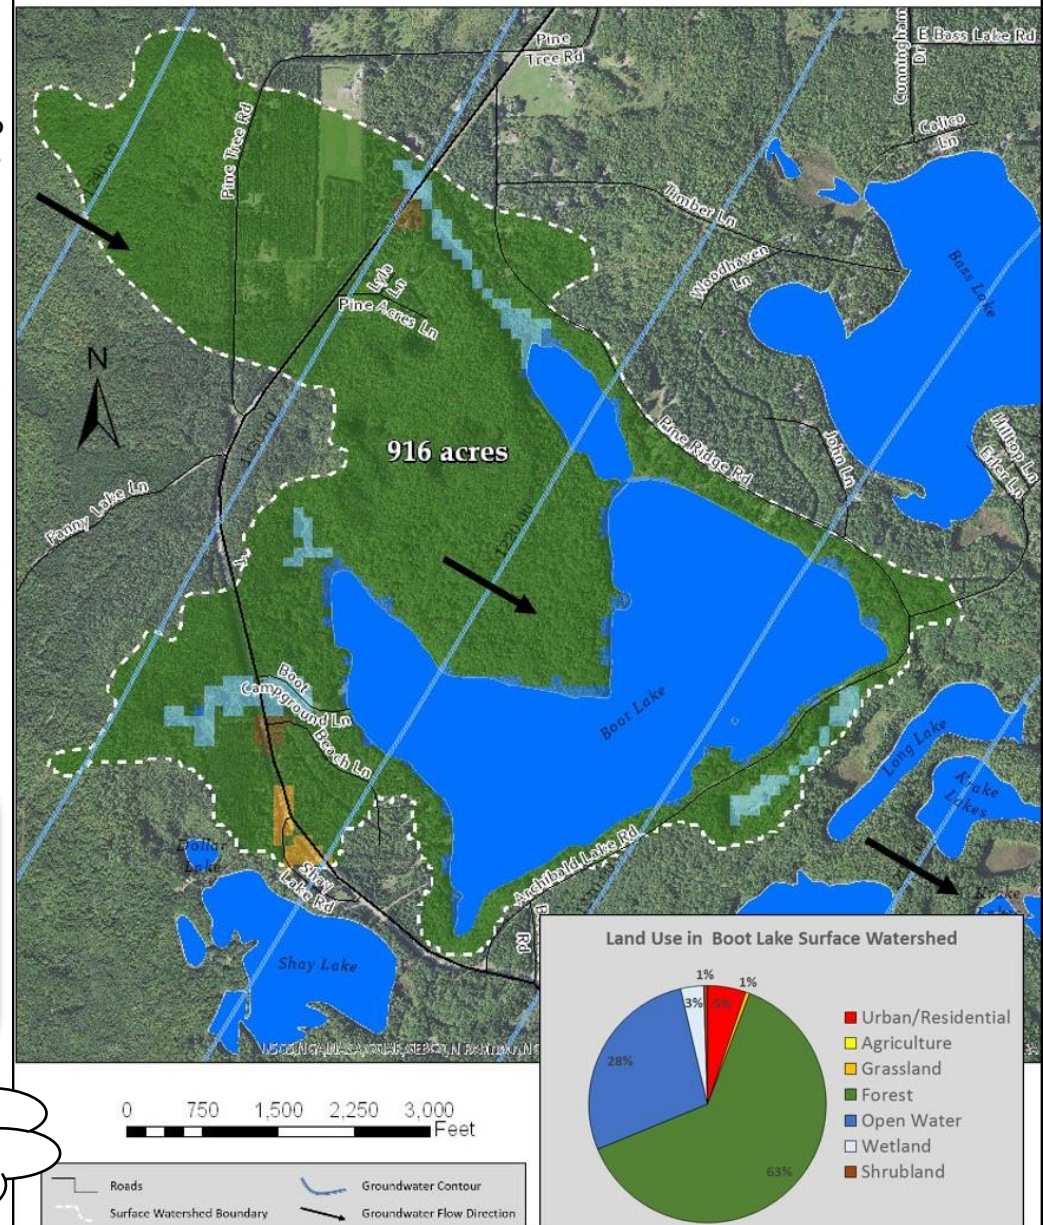 Pine
Tree Rd
E Bass Lake Rd
Cunningham
Dr
Calico
Ln
Pine Tree Rd
Timber Ln
Woodhaven
Ln
Bass Lake
Lyda
Ln
Pine Acres Ln
N
916 acres
Pine Ridge Rd
John Ln
Hilltop Ln
Fanny Lake Ln
Boot
Campground Ln
Beach Ln
Boot Lake
Long Lake
Krake
Lakes
Dollar
Lake
Shay
Lake Rd
Archibald Lake Rd
Rd
Shay Lake
Land Use in Boot Lake Surface Watershed
1%
1%
3%
5%
28%
63%
Urban/Residential
Agriculture
Grassland
Forest
Open Water
Wetland
Shrubland
0 750 1,500 2,250 3,000
Feet
Roads
Groundwater Contour
Surface Watershed Boundary
Groundwater Flow Direction